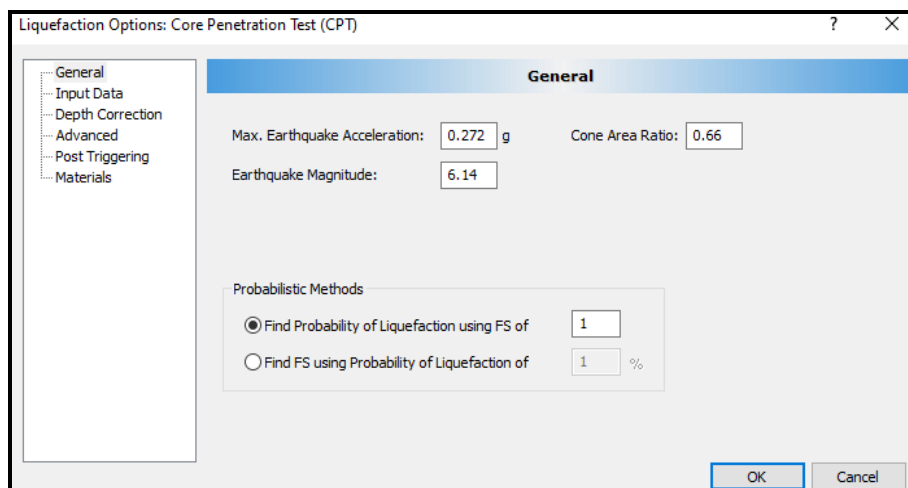 Liquefaction Options: Core Penetration Test (CPT) ? ×
General
Input Data
Depth Correction
Advanced
Post Triggering
Materials
General
Max. Earthquake Acceleration: 0.272 g Cone Area Ratio: 0.66
Earthquake Magnitude: 6.14
Probabilistic Methods
Find Probability of Liquefaction using FS of 1
Find FS using Probability of Liquefaction of 1 %
OK Cancel